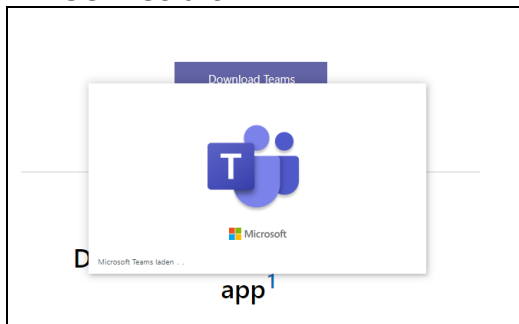 Download Teams
T
Microsoft
Microsoft Teams laden . .
D
app1